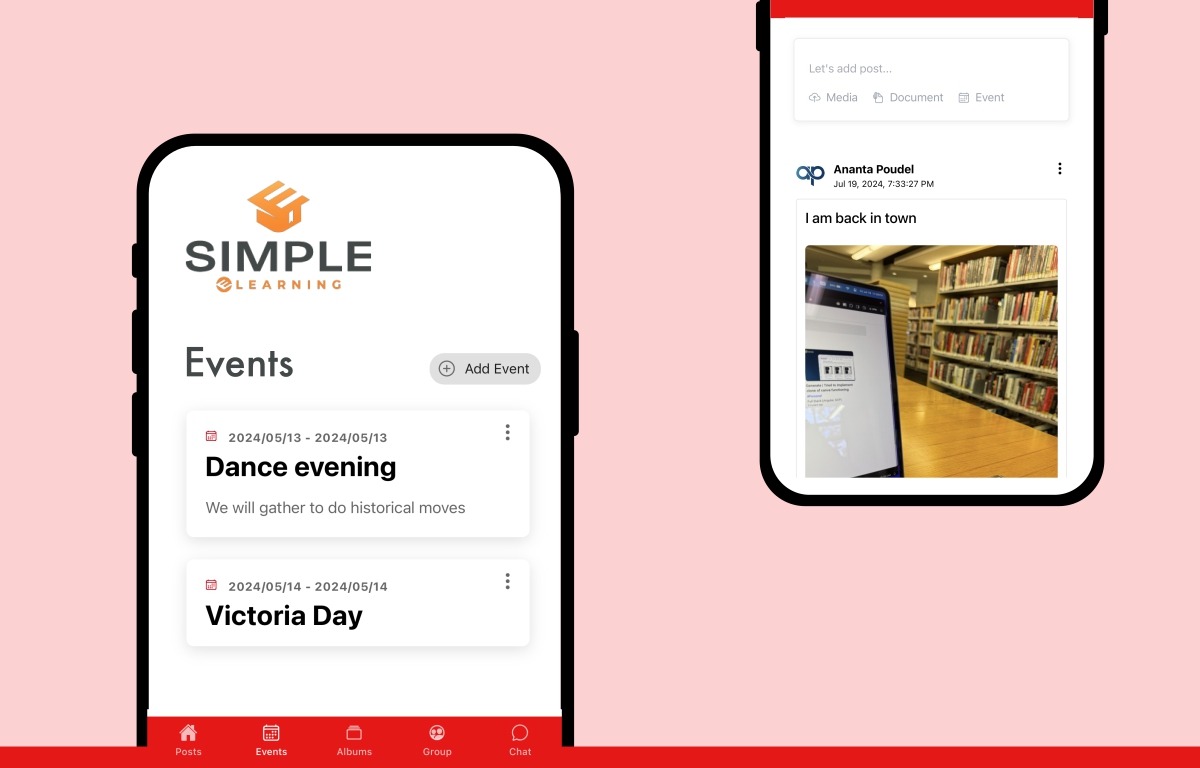 SIMPLE
LEARNING
Events
Add Event
2024/05/13 - 2024/05/13
Dance evening
We will gather to do historical moves
2024/05/14 - 2024/05/14
Victoria Day
Posts
Events
Albums
Group
Chat
Let's add post...
Media
Document
Event
ap
Ananta Poudel
Jul 19, 2024, 7:33:27 PM
I am back in town